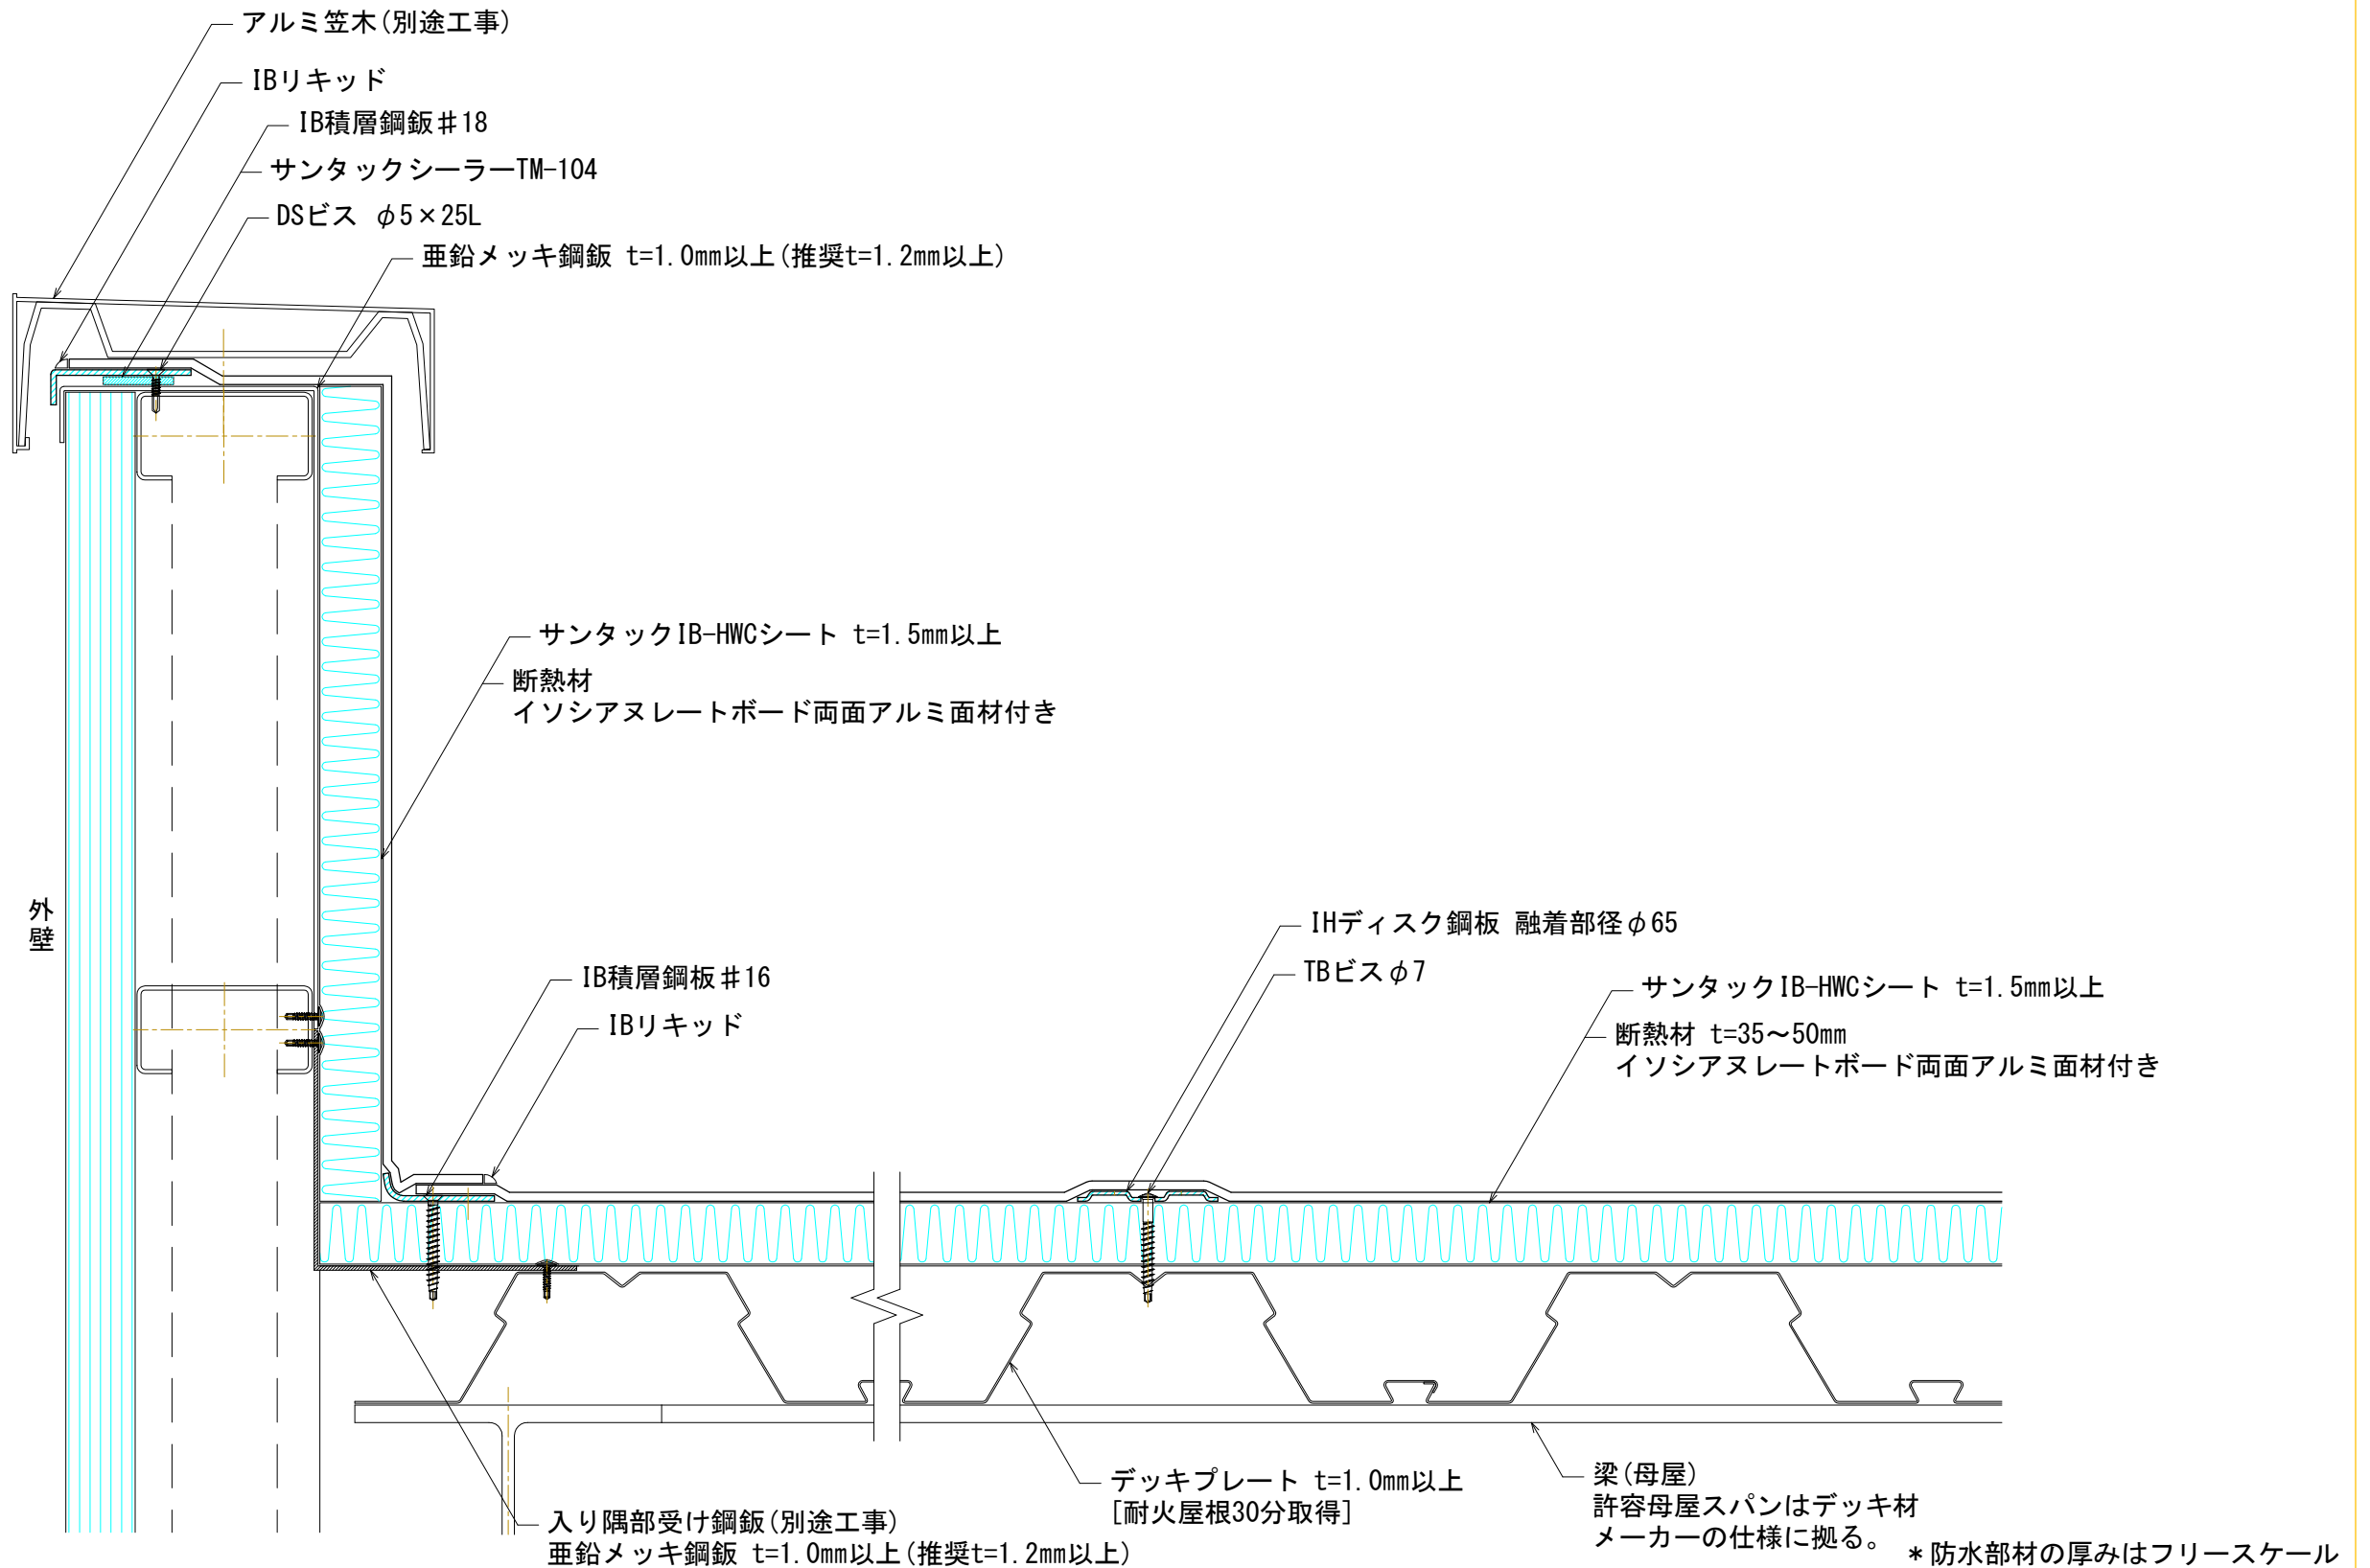 アルミ笠木(別途工事)
IBリキッド
IB積層鋼鈑♯18
サンタックシーラーTM-104
DSビス φ5×25L
亜鉛メッキ鋼鈑 t=1.0mm以上(推奨t=1.2mm以上)
サンタックIB-HWCシート t=1.5mm以上
断熱材
イソシアヌレートボード両面アルミ面材付き
外壁
IHディスク鋼板 融着部径φ65
TBビスφ7
IB積層鋼板♯16
IBリキッド
サンタックIB-HWCシート t=1.5mm以上
断熱材 t=35～50mm
イソシアヌレートボード両面アルミ面材付き
デッキプレート t=1.0mm以上
[耐火屋根30分取得]
梁(母屋)
許容母屋スパンはデッキ材
メーカーの仕様に拠る。
入り隅部受け鋼鈑(別途工事)
亜鉛メッキ鋼鈑 t=1.0mm以上(推奨t=1.2mm以上)
＊防水部材の厚みはフリースケール